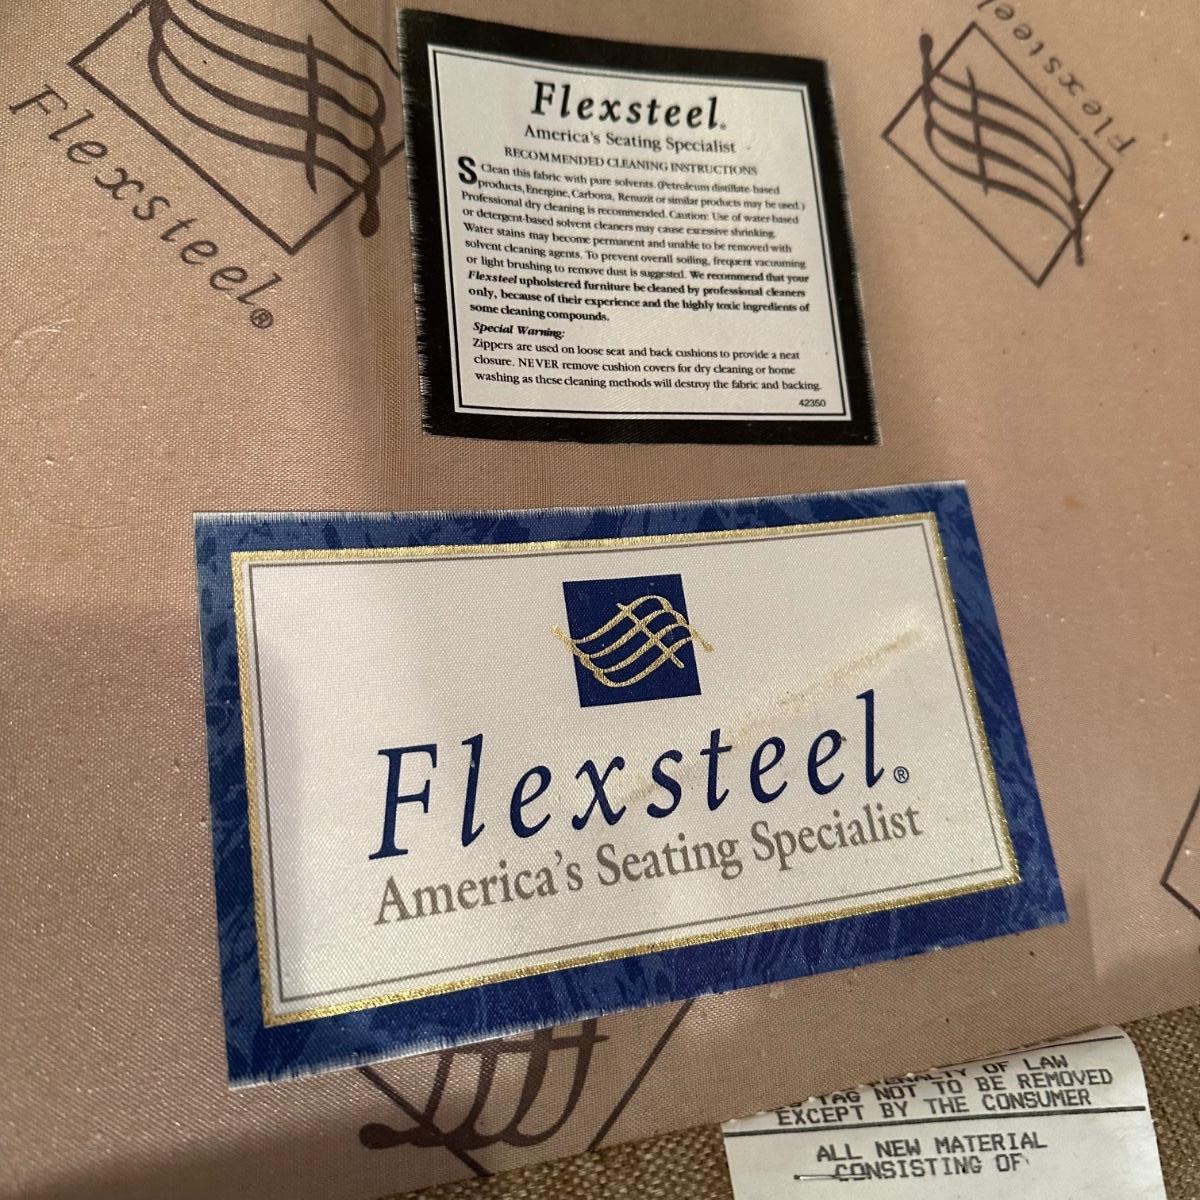 Flexsteel®
Flexsteel
Flexsteel.
America's Seating Specialist
RECOMMENDED CLEANING INSTRUCTIONS
S Clean this fabric with pure solvents. (Petroleum distillate-based
products, Energine, Carbona, Renuzit or similar products may be used.)
Professional dry cleaning is recommended. Caution: Use of water-based
or detergent-based solvent cleaners may cause excessive shrinking.
Water stains may become permanent and unable to be removed with
solvent cleaning agents. To prevent overall soiling, frequent vacuuming
or light brushing to remove dust is suggested. We recommend that your
Flexsteel upholstered furniture be cleaned by professional cleaners
only, because of their experience and the highly toxic ingredients of
some cleaning compounds.
Special Warning:
Zippers are used on loose seat and back cushions to provide a neat
closure. NEVER remove cushion covers for dry cleaning or home
washing as these cleaning methods will destroy the fabric and backing.
42350
Flexsteel®
America's Seating Specialist
PENALTY OF LAW
TAG NOT TO BE REMOVED
EXCEPT BY THE CONSUMER
ALL NEW MATERIAL
CONSISTING OF